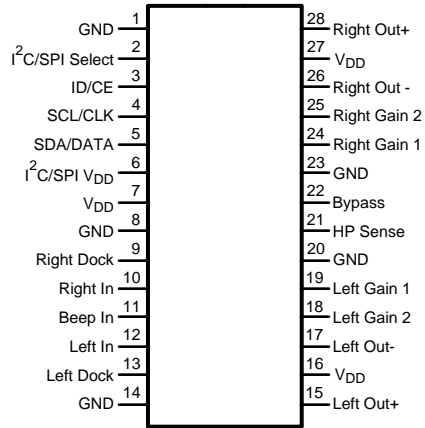 GND 1
I²C/SPI Select 2
ID/CE 3
SCL/CLK 4
SDA/DATA 5
I²C/SPI VDD 6
VDD 7
GND 8
Right Dock 9
Right In 10
Beep In 11
Left In 12
Left Dock 13
GND 14
28 Right Out+
27 VDD
26 Right Out -
25 Right Gain 2
24 Right Gain 1
23 GND
22 Bypass
21 HP Sense
20 GND
19 Left Gain 1
18 Left Gain 2
17 Left Out-
16 VDD
15 Left Out+